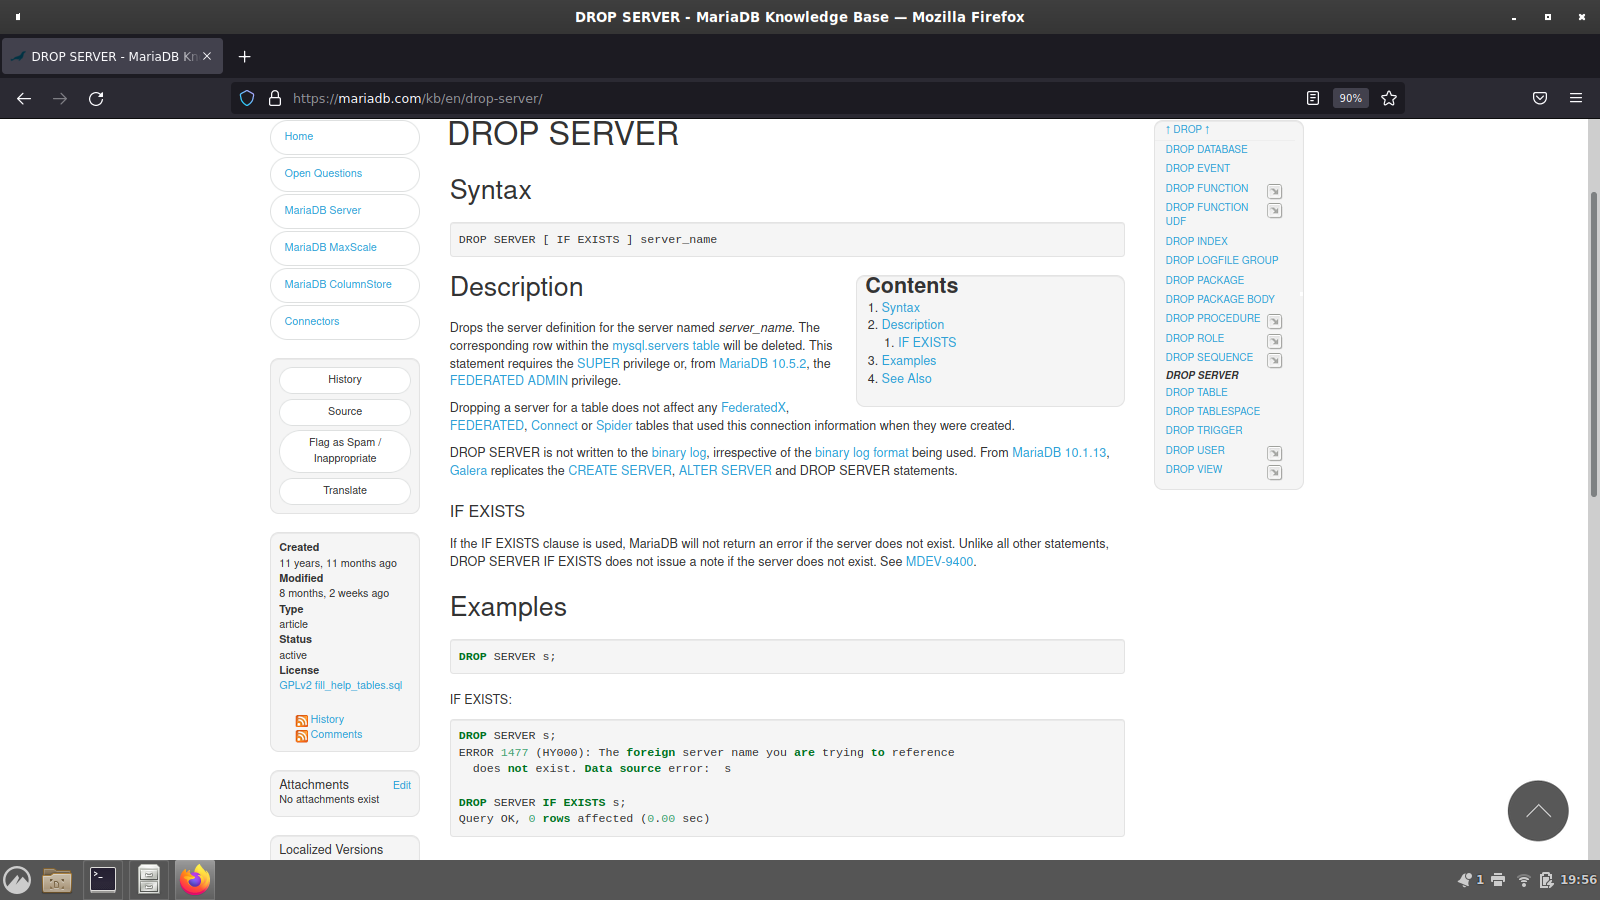 DROP SERVER - MariaDB Knowledge Base — Mozilla Firefox
DROP SERVER - MariaDB Kn
https://mariadb.com/kb/en/drop-server/
90%
Home
Open Questions
MariaDB Server
MariaDB MaxScale
MariaDB ColumnStore
Connectors
History
Source
Flag as Spam /
Inappropriate
Translate
Created
11 years, 11 months ago
Modified
8 months, 2 weeks ago
Type
article
Status
active
License
GPLv2 fill_help_tables.sql
History
Comments
Attachments Edit
No attachments exist
Localized Versions
DROP SERVER
Syntax
DROP SERVER [ IF EXISTS ] server_name
Description
Drops the server definition for the server named server_name. The
corresponding row within the mysql.servers table will be deleted. This
statement requires the SUPER privilege or, from MariaDB 10.5.2, the
FEDERATED ADMIN privilege.
Dropping a server for a table does not affect any FederatedX,
FEDERATED, Connect or Spider tables that used this connection information when they were created.
DROP SERVER is not written to the binary log, irrespective of the binary log format being used. From MariaDB 10.1.13,
Galera replicates the CREATE SERVER, ALTER SERVER and DROP SERVER statements.
Contents
1. Syntax
2. Description
1. IF EXISTS
3. Examples
4. See Also
IF EXISTS
If the IF EXISTS clause is used, MariaDB will not return an error if the server does not exist. Unlike all other statements,
DROP SERVER IF EXISTS does not issue a note if the server does not exist. See MDEV-9400.
Examples
DROP SERVER s;
IF EXISTS:
DROP SERVER s;
ERROR 1477 (HY000): The foreign server name you are trying to reference
does not exist. Data source error:  s
DROP SERVER IF EXISTS s;
Query OK, 0 rows affected (0.00 sec)
↑ DROP ↑
DROP DATABASE
DROP EVENT
DROP FUNCTION
DROP FUNCTION
UDF
DROP INDEX
DROP LOGFILE GROUP
DROP PACKAGE
DROP PACKAGE BODY
DROP PROCEDURE
DROP ROLE
DROP SEQUENCE
DROP SERVER
DROP TABLE
DROP TABLESPACE
DROP TRIGGER
DROP USER
DROP VIEW
1 19:56